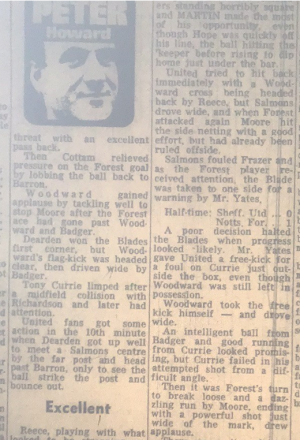 PETER
Howard
threat with an excellent
pass back.
Then Cottam relieved
pressure on the Forest goal
by lobbing the ball back to
Barron.
Woodward gained
applause by tackling well to
stop Moore after the Forest
ace had gone past Wood-
ward and Badger.
Dearden won the Blades
first corner, but Wood-
ward's flag-kick was headed
clear, then driven wide by
Badger.
Tony Currie limped after
a midfield collision with
Richardson and later had
attention.
United fans got some
action in the 10th minute
when Dearden got up well
to meet a Salmons centre
by the far post and head
past Barron, only to see the
ball strike the post and
bounce out.
Excellent
Reece, playing with what
ers standing horribly square
and MARTIN made the most
of his opportunity, even
though Hope was quickly off
his line, the ball hitting the
keeper before rising to
home just under the bar.
United tried to hit back
immediately with a Wood-
ward cross being headed
back by Reece, but Salmons
drove wide, and when Forest
attacked again Moore hit
the side-netting with a good
effort, but had already been
ruled offside.
Salmons fouled Frazer and
as the Forest player re-
ceived attention, the Blade
was taken to one side for a
warning by Mr. Yates.
Half-time: Sheff. Utd ... 0
Notts For. .. 1
A poor decision halted
the Blades when progress
looked likely. Mr. Yates
gave United a free-kick for
a foul on Currie just out-
side the box, even though
Woodward was still left in
possession.
Woodward took the free
kick himself — and drove
wide.
An intelligent ball from
Badger and good running
from Currie looked promis-
ing, but Currie failed in his
attempted shot from a dif-
ficult angle.
Then it was Forest's turn
to break loose and a daz-
zling run by Moore, ending
with a powerful shot just
wide of the mark, drew
applause.